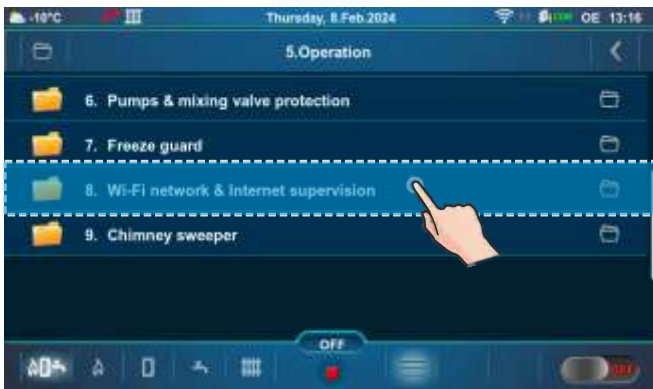 -10°C Thursday, 8.Feb.2024 OE 13:16
5.Operation
6. Pumps & mixing valve protection
7. Freeze guard
8. Wi-Fi network & Internet supervision
9. Chimney sweeper
OFF
OFF